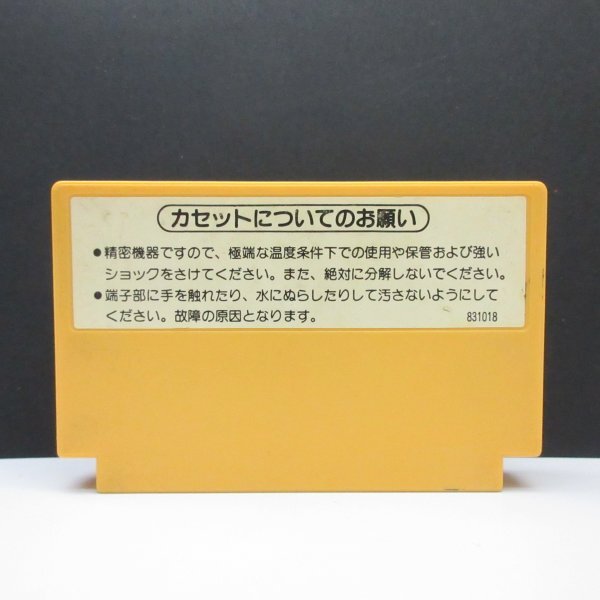 カセットについてのお願い
●精密機器ですので、極端な温度条件下での使用や保管および強い
ショックをさけてください。また、絶対に分解しないでください。
●端子部に手を触れたり、水にぬらしたりして汚さないようにして
ください。故障の原因となります。
831018